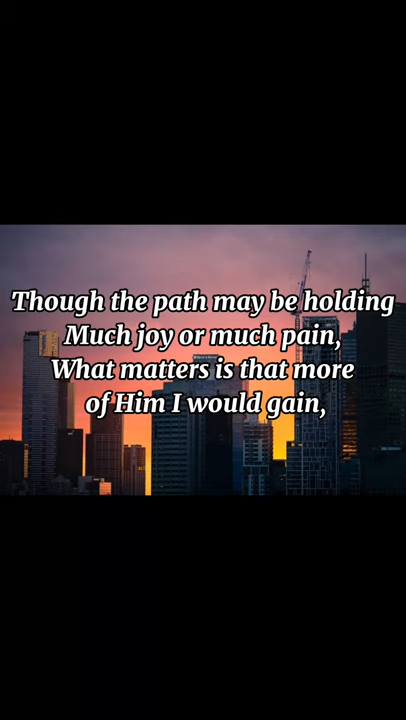 Though the path may be holding
Much joy or much pain,
What matters is that more
of Him I would gain,